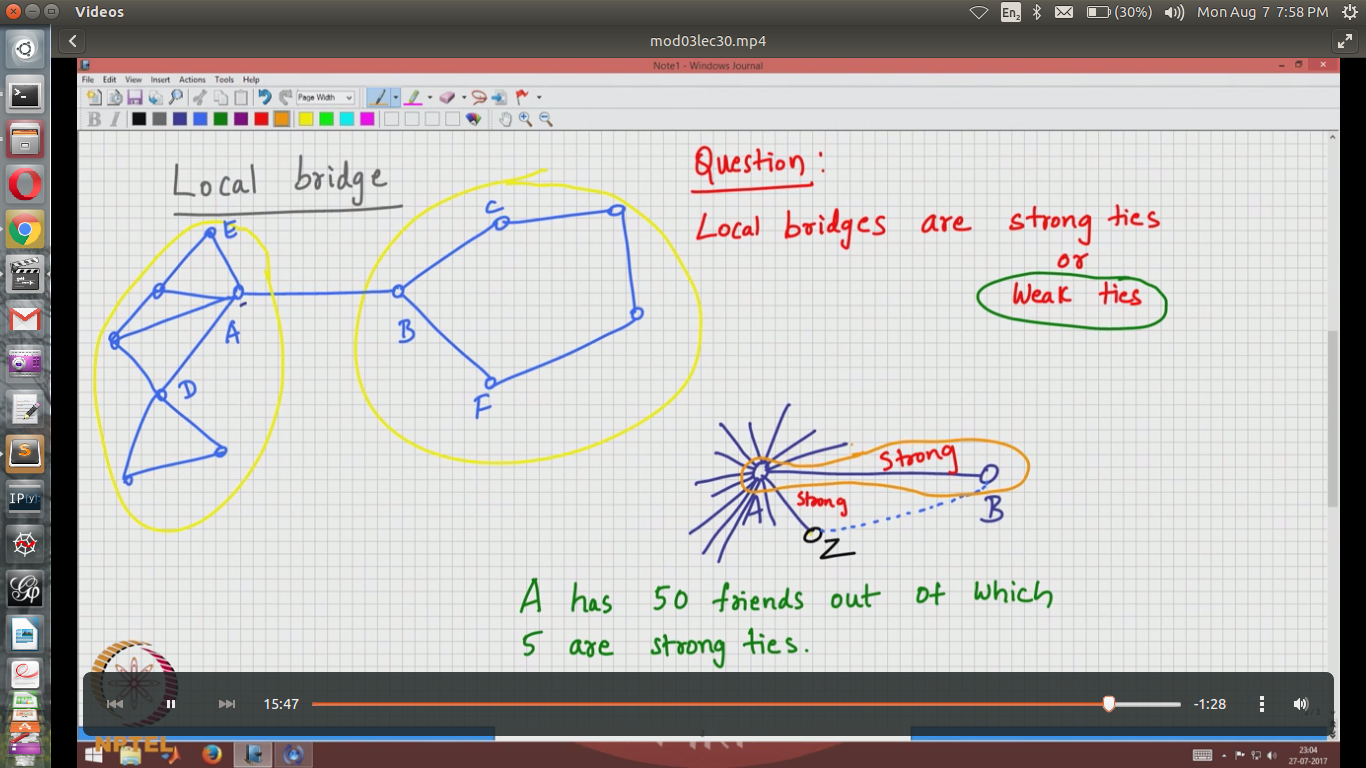 Videos
En2
(30%)
Mon Aug 7 7:58 PM
mod03lec30.mp4
Note1 - Windows Journal
File Edit View Insert Actions Tools Help
Page Width
B I
Local bridge
E
A
D
B
C
F
Question:
Local bridges are strong ties
or
Weak ties
strong
strong
A
B
Z
A has 50 friends out of which
5 are strong ties.
15:47
-1:28
NPTEL
23:04
27-07-2017
IP[y]: